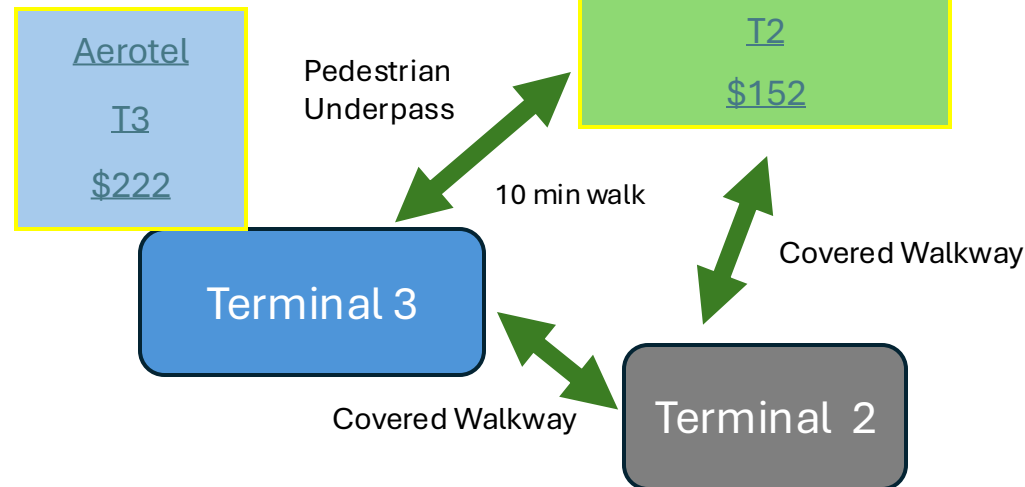 Aerotel
T3
$222
Pedestrian
Underpass
T2
$152
10 min walk
Covered Walkway
Terminal 3
Covered Walkway
Terminal 2